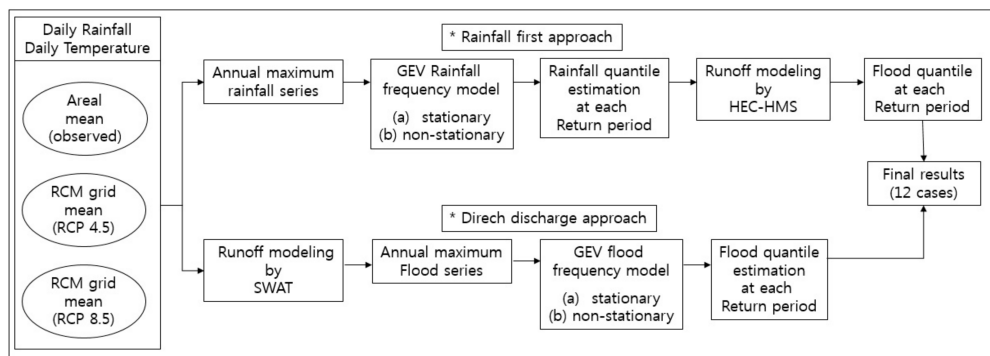 Daily Rainfall
Daily Temperature
Areal
mean
(observed)
RCM grid
mean
(RCP 4.5)
RCM grid
mean
(RCP 8.5)
* Rainfall first approach
Annual maximum
rainfall series
GEV Rainfall
frequency model
(a) stationary
(b) non-stationary
Rainfall quantile
estimation
at each
Return period
Runoff modeling
by
HEC-HMS
Flood quantile
at each
Return period
Final results
(12 cases)
* Direch discharge approach
Runoff modeling
by
SWAT
Annual maximum
Flood series
GEV flood
frequency model
(a) stationary
(b) non-stationary
Flood quantile
estimation
at each
Return period